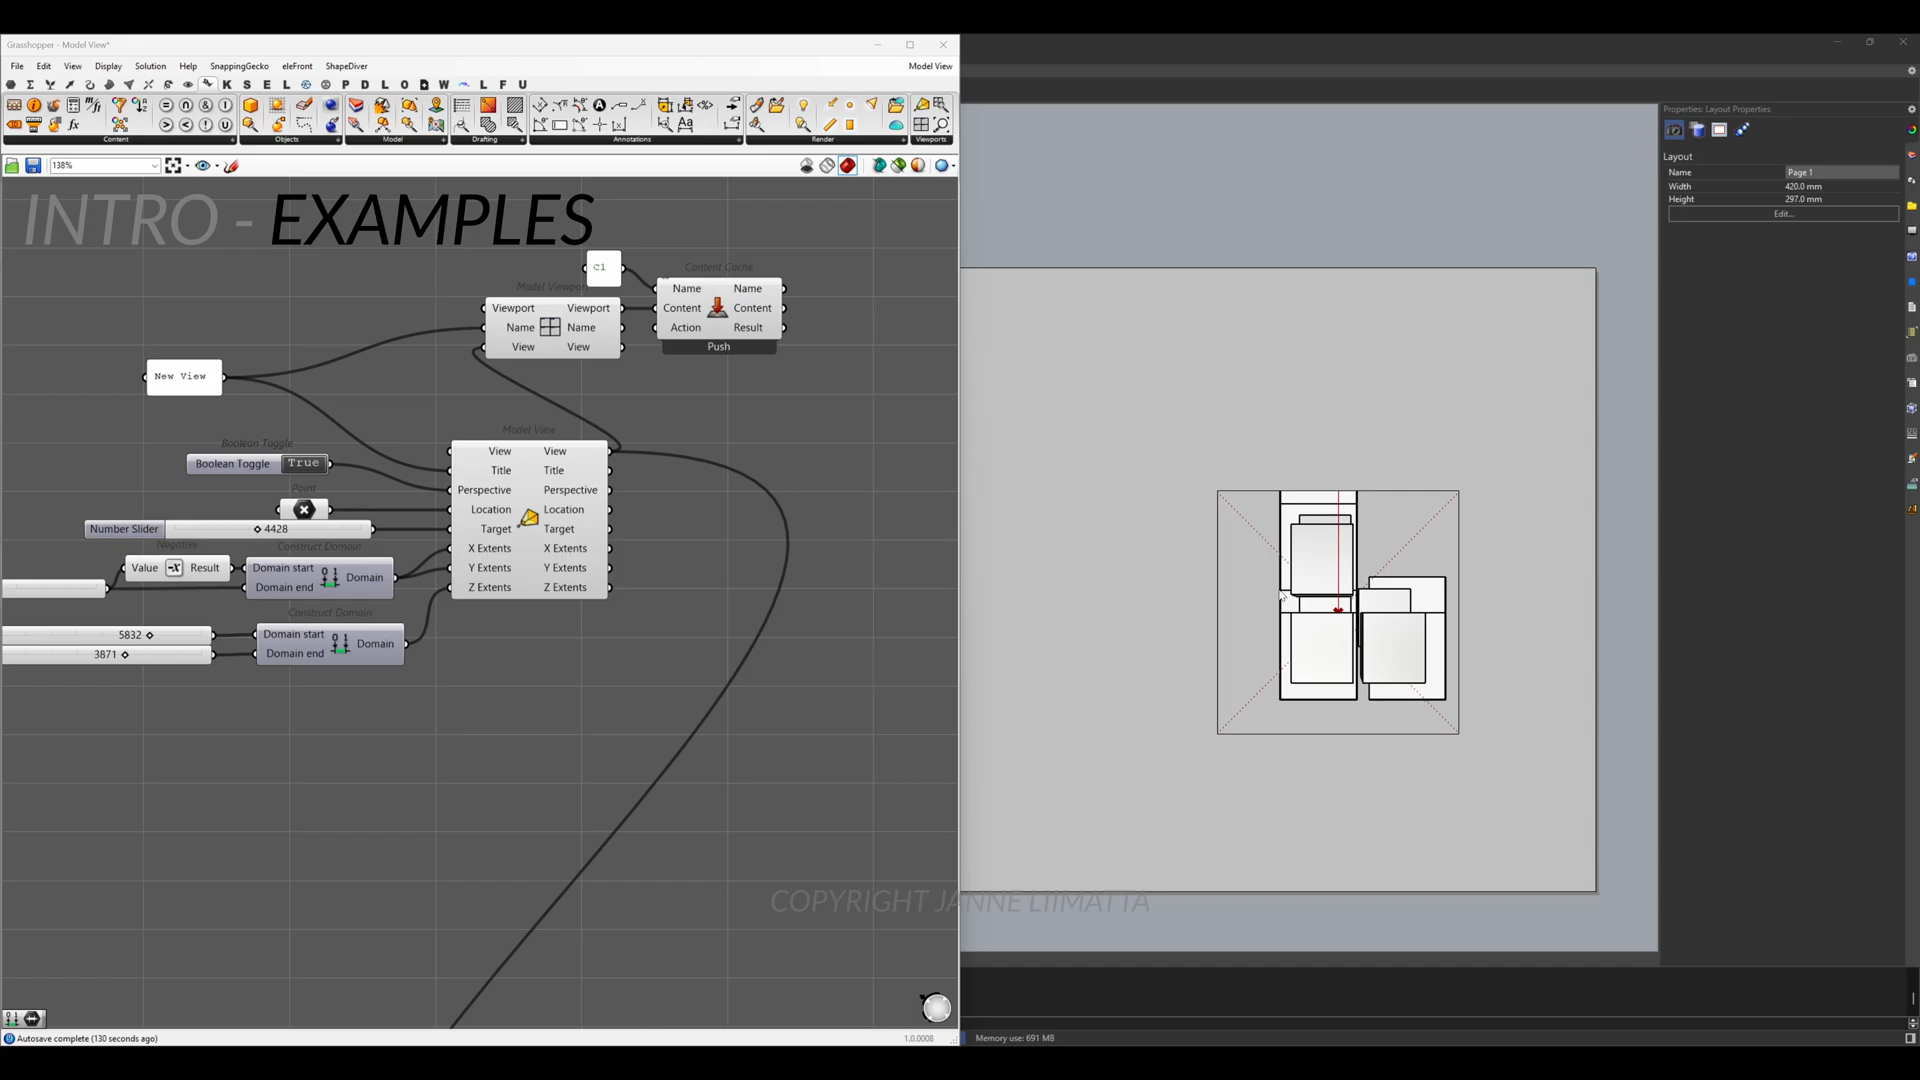 Grasshopper - Model View*
File Edit View Display Solution Help SnappingGecko eleFront ShapeDiver Model View
K S E L P D L O W L F U
Content Objects Model Drafting Annotations Render Viewports
138%
INTRO - EXAMPLES
C1
Content Cache
Name Name
Content Content
Action Result
Push
Model Viewport
Viewport Viewport
Name Name
View View
New View
Boolean Toggle
Boolean Toggle True
Point
Number Slider 4428
Negative
Value -x Result
Construct Domain
Domain start
Domain end
Domain
Construct Domain
5832
3871
Domain start
Domain end
Domain
Model View
View View
Title Title
Perspective Perspective
Location Location
Target Target
X Extents X Extents
Y Extents Y Extents
Z Extents Z Extents
Autosave complete (130 seconds ago)
1.0.0008
Properties: Layout Properties
Layout
Name Page 1
Width 420.0 mm
Height 297.0 mm
Edit...
COPYRIGHT JANNE LIIMATTA
Memory use: 691 MB